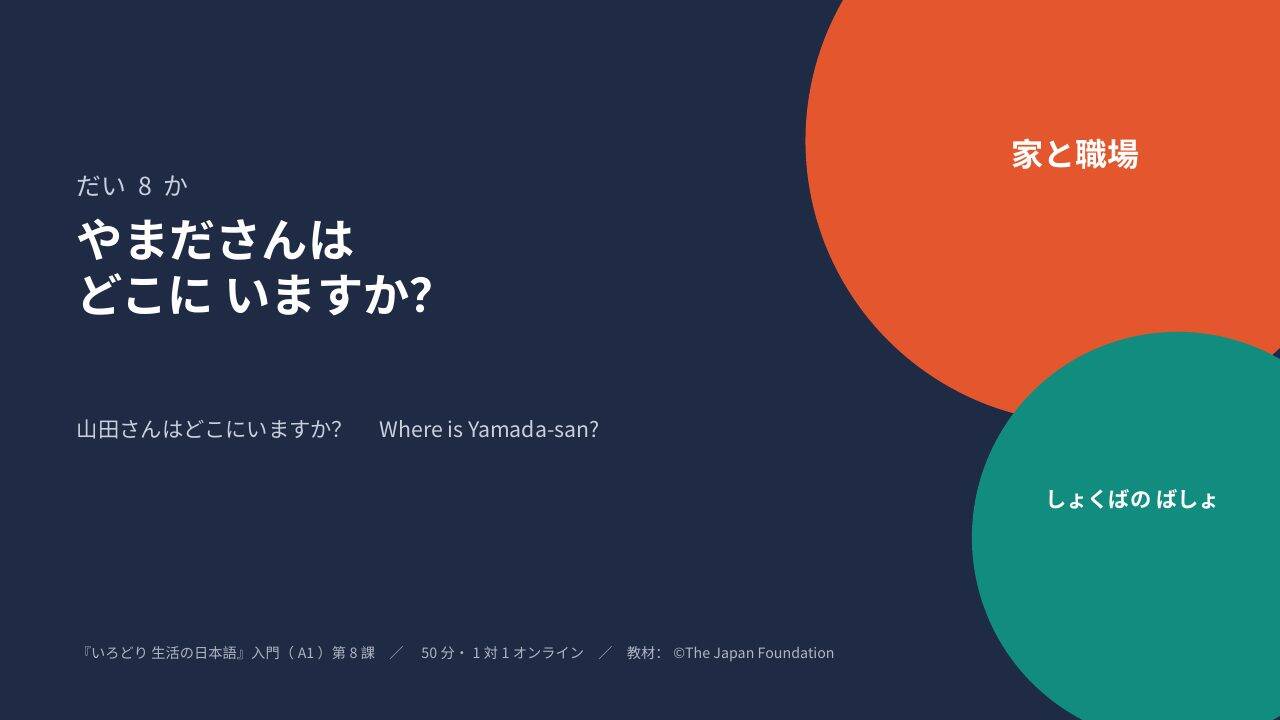 だい 8 か
やまださんは
どこに いますか?
山田さんはどこにいますか? Where is Yamada-san?
家と職場
しょくばの ばしょ
『いろどり 生活の日本語』入門（ A1 ）第 8 課 ／ 50 分・ 1 対 1 オンライン ／ 教材： ©The Japan Foundation